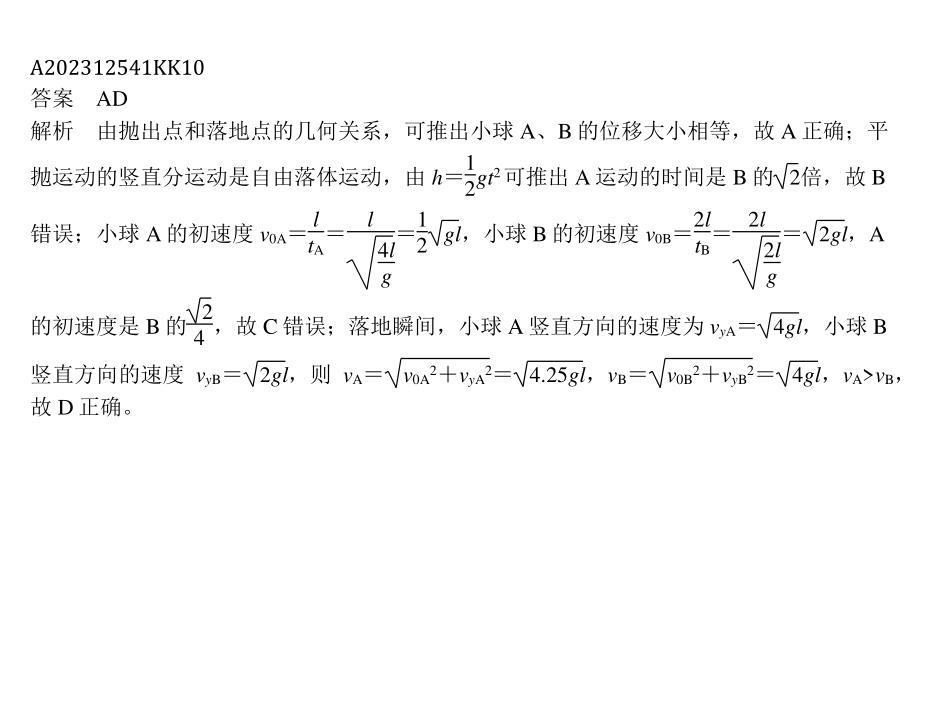 A202312541KK10
答案　AD
解析　由抛出点和落地点的几何关系，可推出小球 A、B 的位移大小相等，故 A 正确；平
抛运动的竖直分运动是自由落体运动，由 h＝\frac{1}{2}gt²可推出 A 运动的时间是 B 的√2倍，故 B
错误；小球 A 的初速度 v_{0A}＝\frac{l}{t_A}＝\frac{l}{\sqrt{\frac{4l}{g}}}＝\frac{1}{2}\sqrt{gl}，小球 B 的初速度 v_{0B}＝\frac{2l}{t_B}＝\frac{2l}{\sqrt{\frac{2l}{g}}}＝\sqrt{2gl}，A
的初速度是 B 的\frac{\sqrt{2}}{4}，故 C 错误；落地瞬间，小球 A 竖直方向的速度为 v_{yA}＝\sqrt{4gl}，小球 B
竖直方向的速度 v_{yB}＝\sqrt{2gl}，则 v_A＝\sqrt{v_{0A}²＋v_{yA}²}＝\sqrt{4.25gl}，v_B＝\sqrt{v_{0B}²＋v_{yB}²}＝\sqrt{4gl}，v_A>v_B，
故 D 正确。